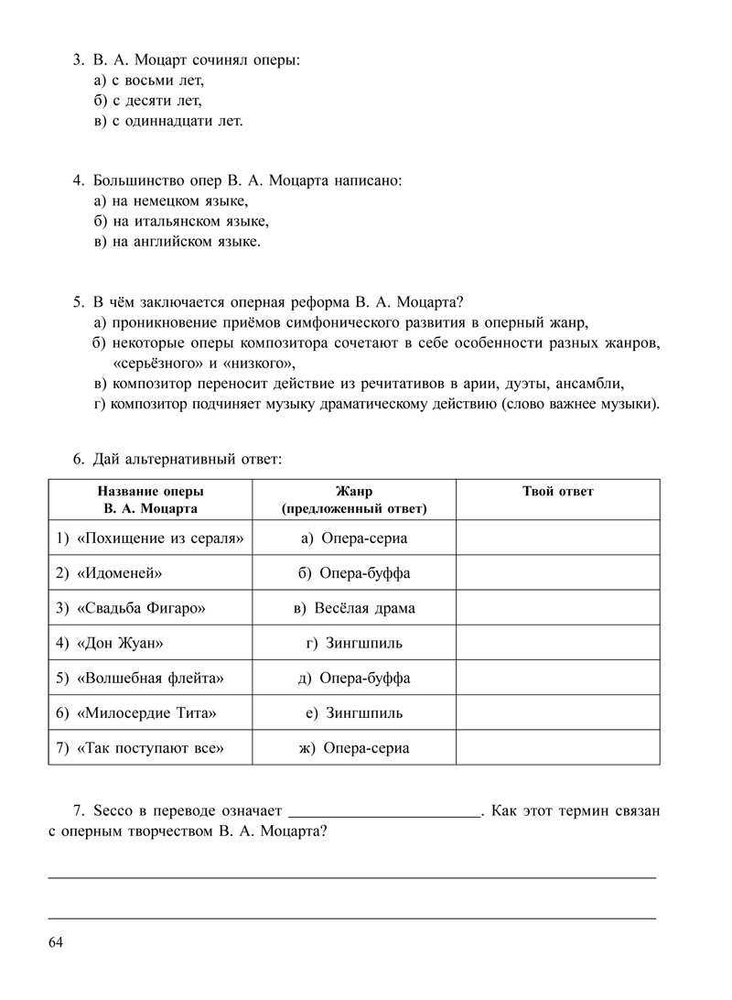 3. В. А. Моцарт сочинял оперы:
а) с восьми лет,
б) с десяти лет,
в) с одиннадцати лет.
4. Большинство опер В. А. Моцарта написано:
а) на немецком языке,
б) на итальянском языке,
в) на английском языке.
5. В чём заключается оперная реформа В. А. Моцарта?
а) проникновение приёмов симфонического развития в оперный жанр,
б) некоторые оперы композитора сочетают в себе особенности разных жанров,
«серьёзного» и «низкого»,
в) композитор переносит действие из речитативов в арии, дуэты, ансамбли,
г) композитор подчиняет музыку драматическому действию (слово важнее музыки).
6. Дай альтернативный ответ:
Название оперы
В. А. Моцарта
Жанр
(предложенный ответ)
Твой ответ
1) «Похищение из сераля» а) Опера-сериа
2) «Идоменей» б) Опера-буффа
3) «Свадьба Фигаро» в) Весёлая драма
4) «Дон Жуан» г) Зингшпиль
5) «Волшебная флейта» д) Опера-буффа
6) «Милосердие Тита» е) Зингшпиль
7) «Так поступают все» ж) Опера-сериа
7. Secco в переводе означает ______________________. Как этот термин связан
с оперным творчеством В. А. Моцарта?
64